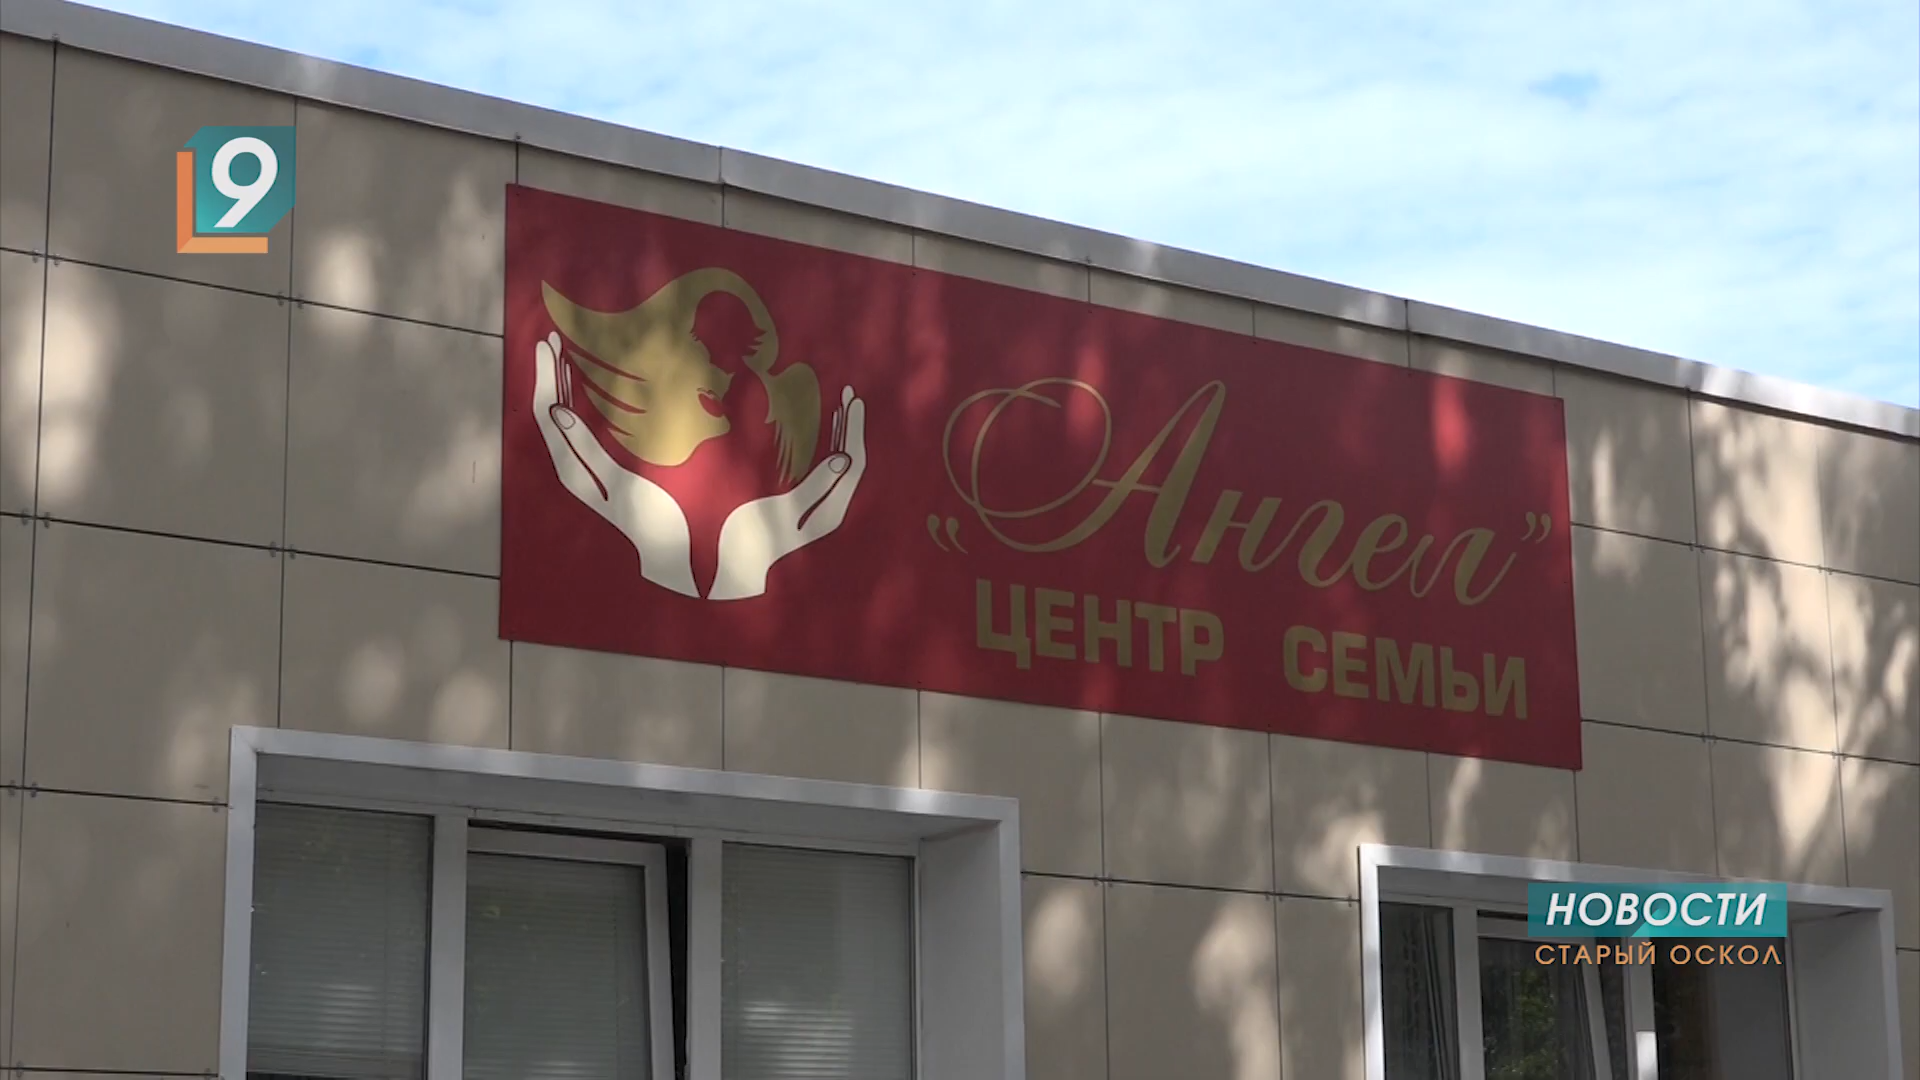 9
„Ангел”
ЦЕНТР СЕМЬИ
НОВОСТИ
СТАРЫЙ ОСКОЛ